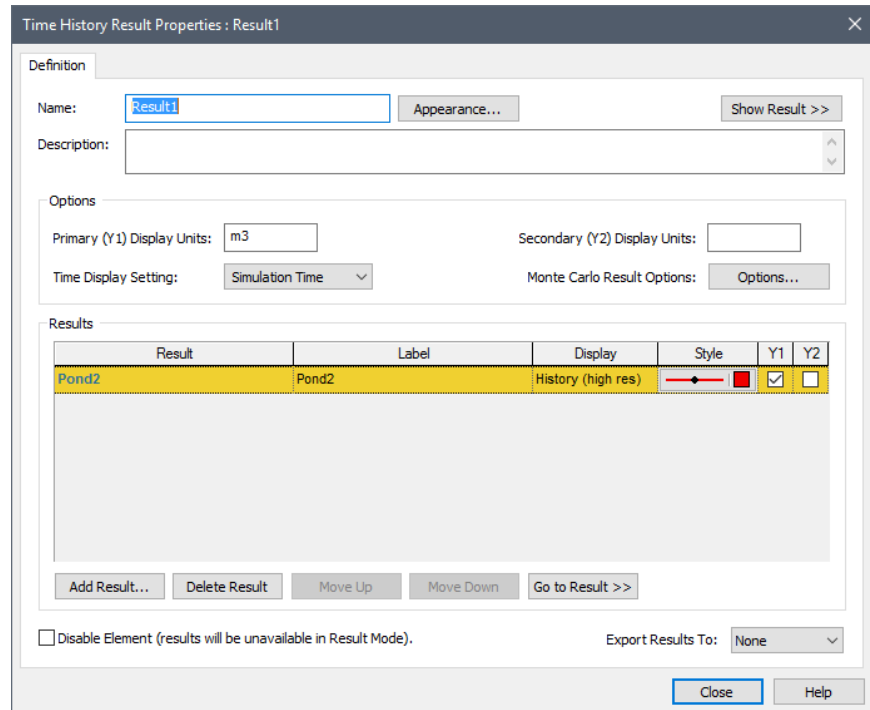 Time History Result Properties : Result1
Definition
Name: Result1 Appearance... Show Result >>
Description:
Options
Primary (Y1) Display Units: m3 Secondary (Y2) Display Units:
Time Display Setting: Simulation Time Monte Carlo Result Options: Options...
Results
Result Label Display Style Y1 Y2
Pond2 Pond2 History (high res)
Add Result... Delete Result Move Up Move Down Go to Result >>
Disable Element (results will be unavailable in Result Mode). Export Results To: None
Close Help